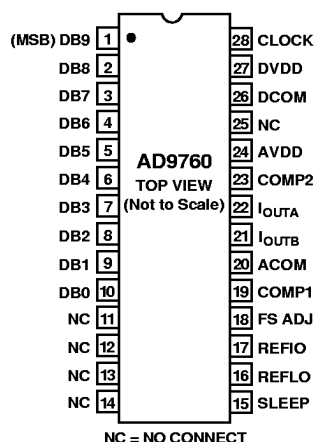 (MSB) DB9 1 28 CLOCK
DB8 2 27 DVDD
DB7 3 26 DCOM
DB6 4 25 NC
DB5 5 24 AVDD
DB4 6 23 COMP2
DB3 7 22 IOUTA
DB2 8 21 IOUTB
DB1 9 20 ACOM
DB0 10 19 COMP1
NC 11 18 FS ADJ
NC 12 17 REFIO
NC 13 16 REFLO
NC 14 15 SLEEP
AD9760
TOP VIEW
(Not to Scale)
NC = NO CONNECT